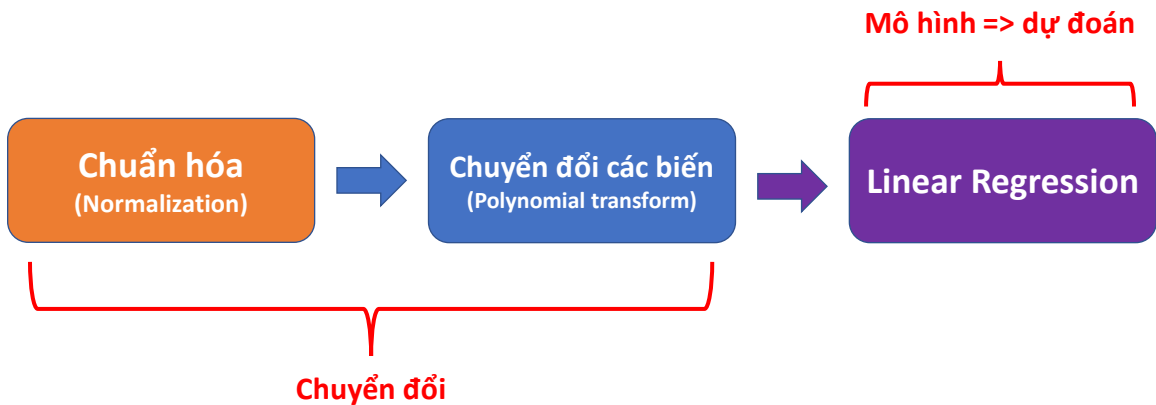 Mô hình => dự đoán
Chuẩn hóa
(Normalization)
Chuyển đổi các biến
(Polynomial transform)
Linear Regression
Chuyển đổi